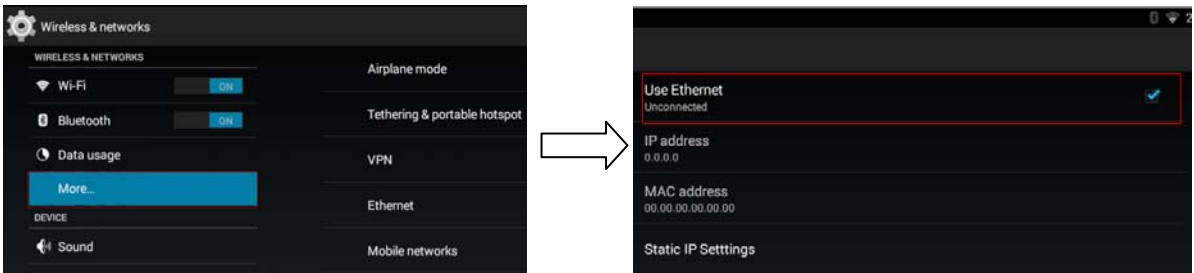 Wireless & networks
WIRELESS & NETWORKS
Wi-Fi ON
Bluetooth ON
Data usage
More...
DEVICE
Sound
Airplane mode
Tethering & portable hotspot
VPN
Ethernet
Mobile networks
2
Use Ethernet
Unconnected
IP address
0.0.0.0
MAC address
00.00.00.00.00.00
Static IP Setttings